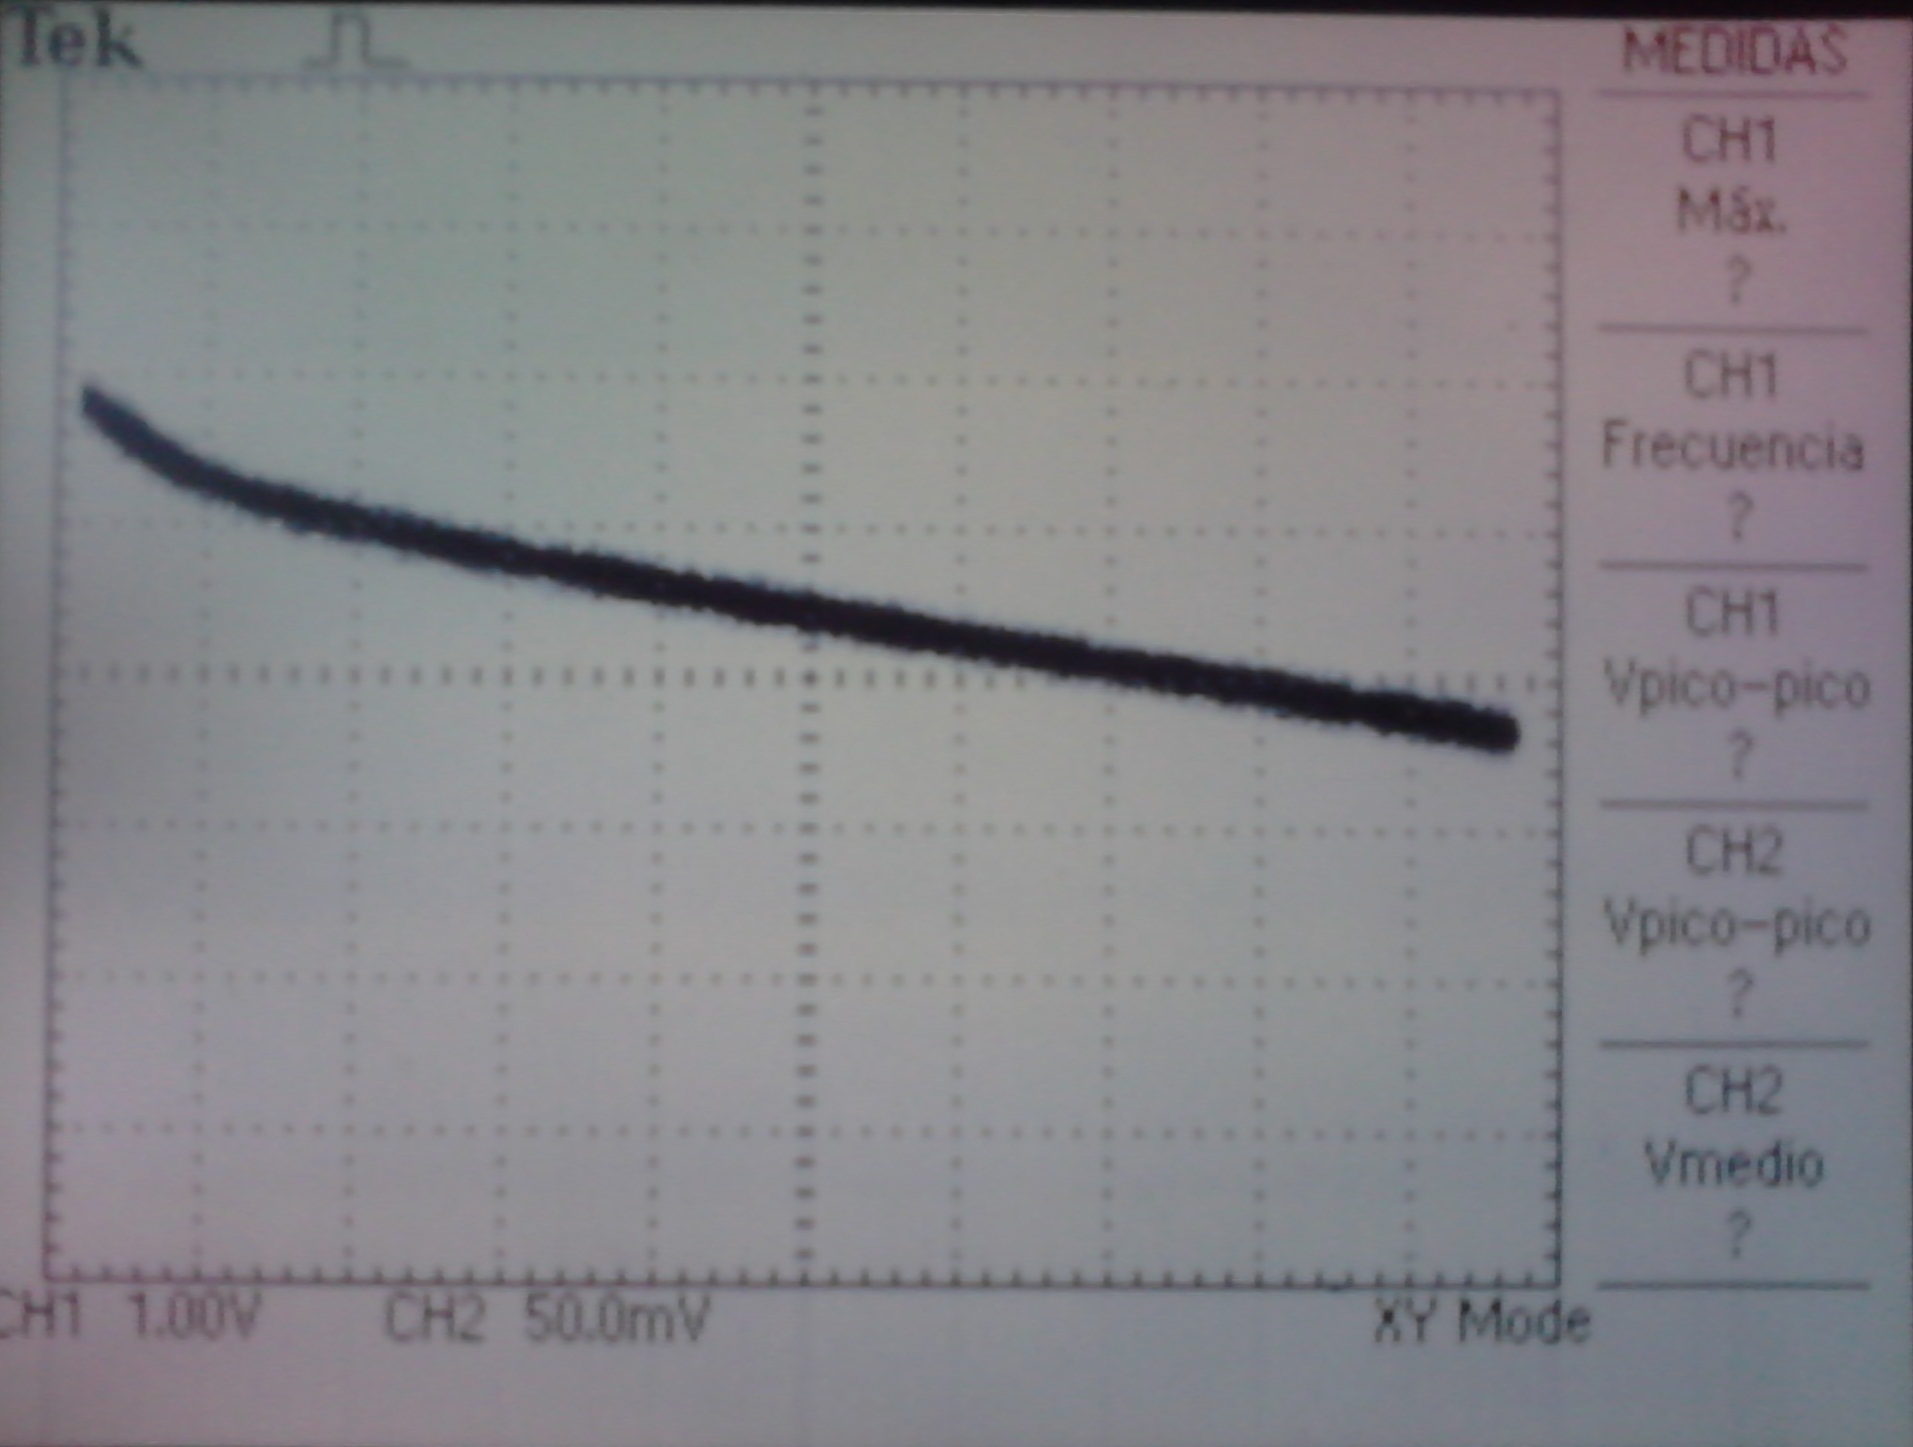 Tek
MEDIDAS
CH1
Máx.
?
CH1
Frecuencia
?
CH1
Vpico-pico
?
CH2
Vpico-pico
?
CH2
Vmedio
?
CH1 1.00V CH2 50.0mV XY Mode